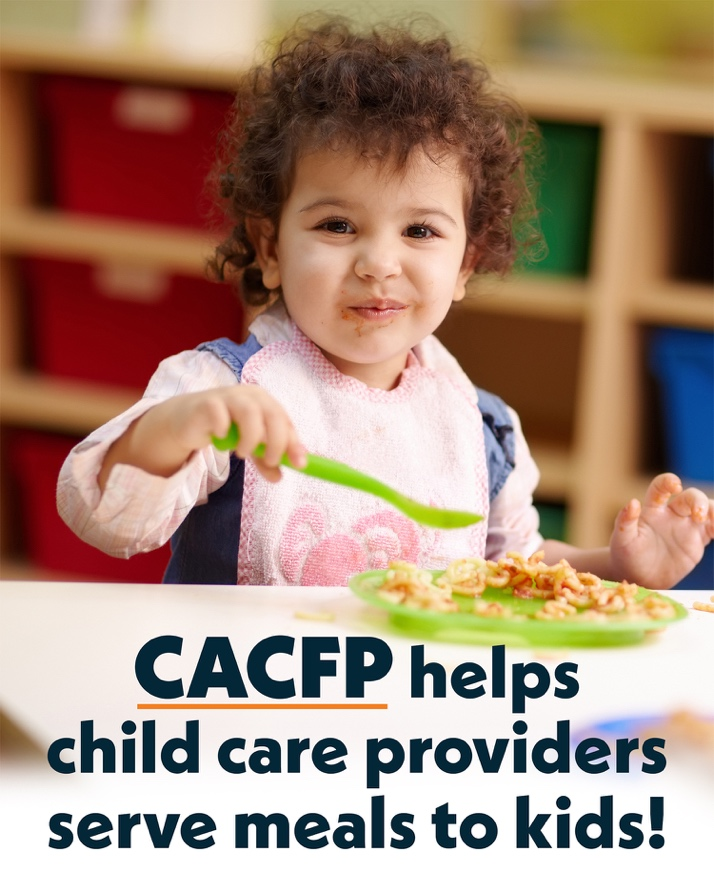 CACFP helps
child care providers
serve meals to kids!